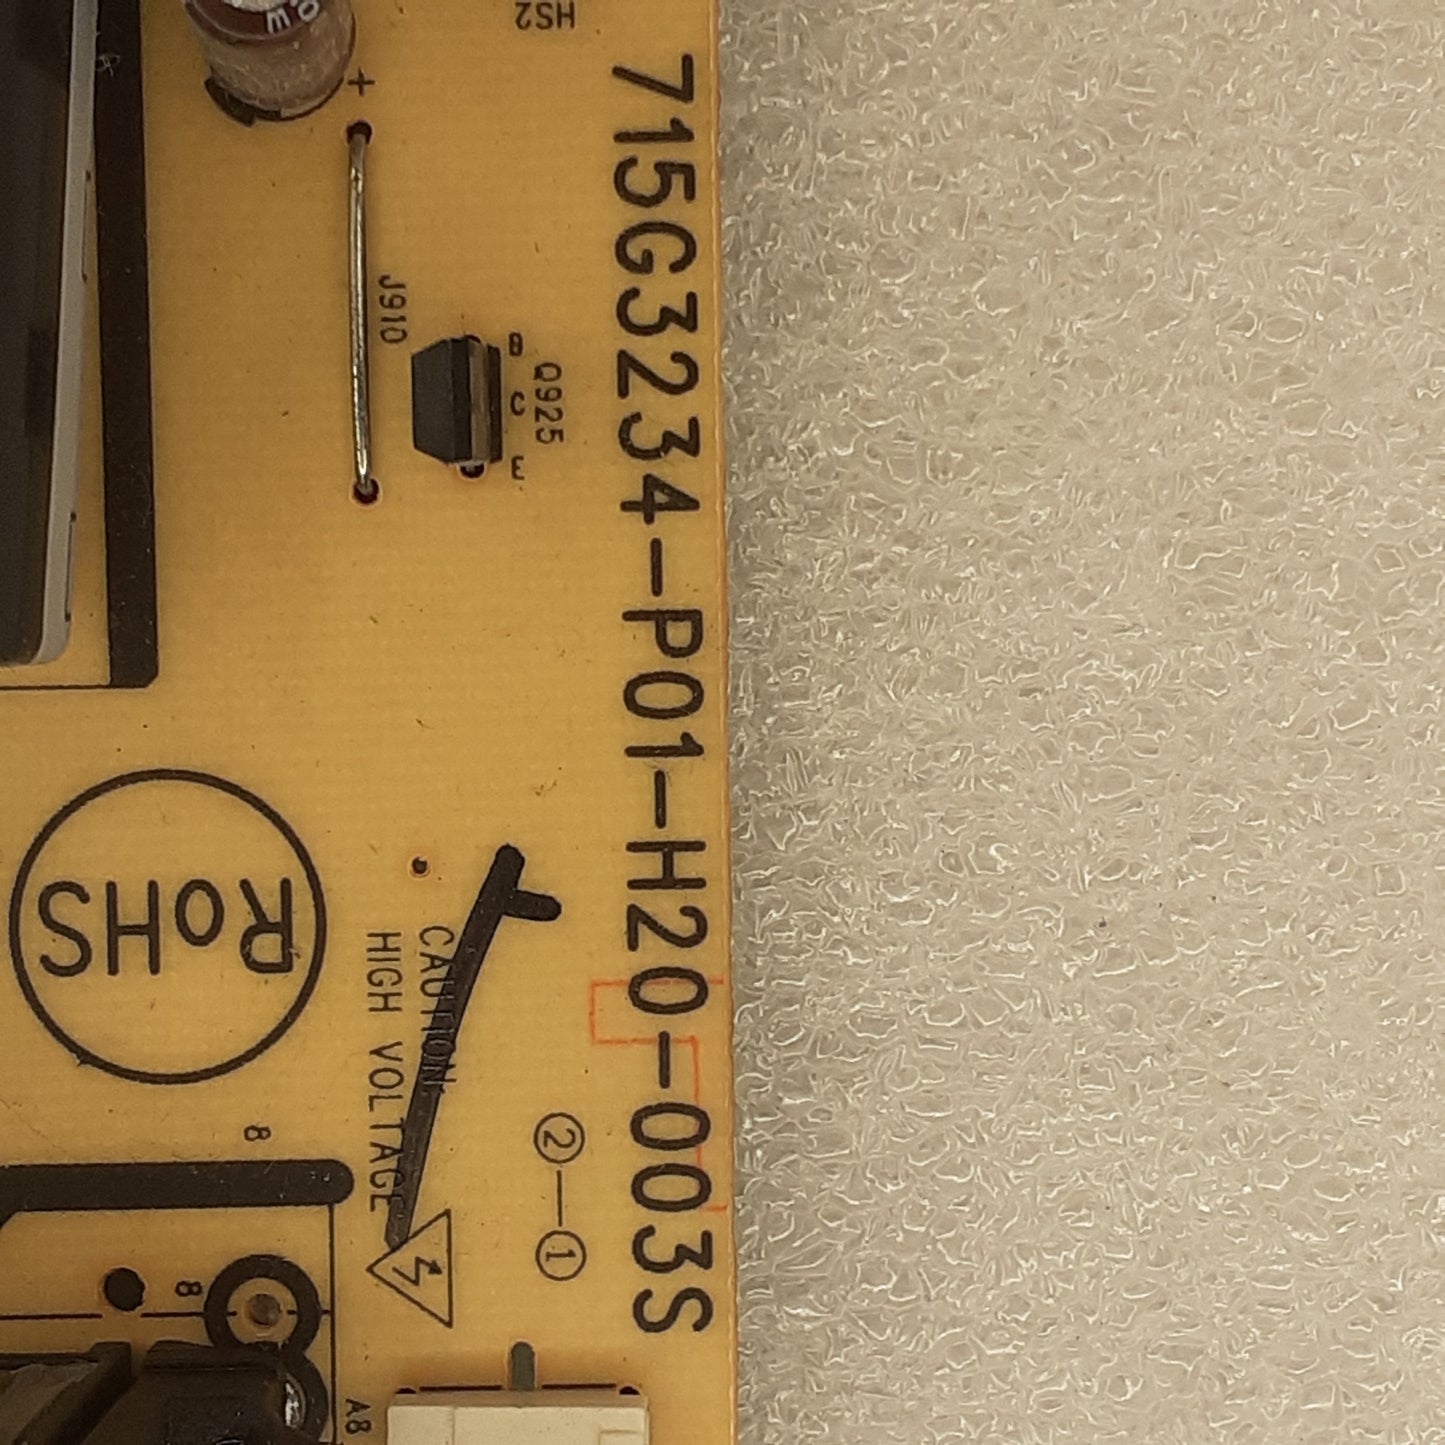 HS2
715G3234-P01-H20-003S
+
J910
B
C
E
Q925
RoHS
CAUTION:
HIGH VOLTAGE
2
1
8
8
A8